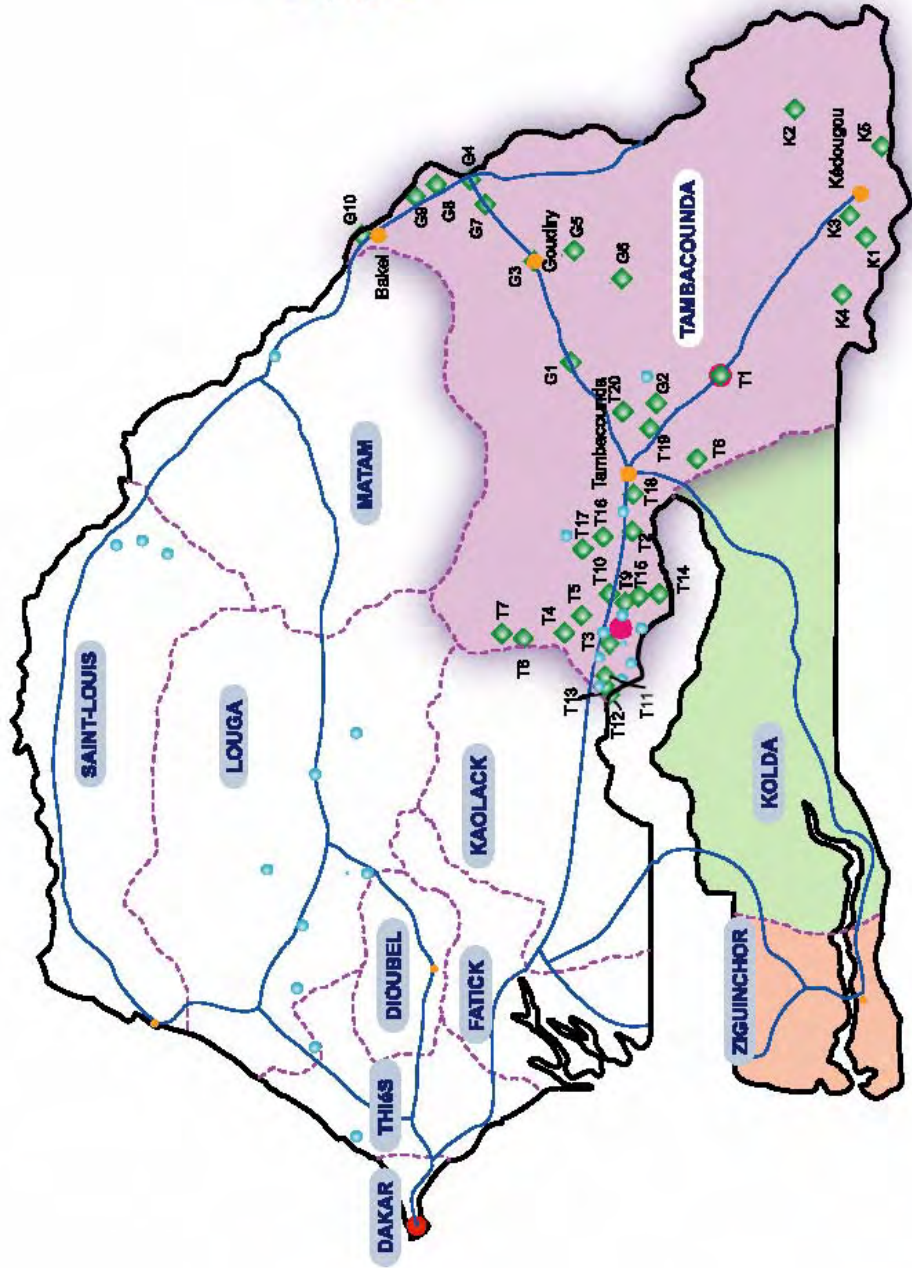 SAINT-LOUIS
LOUGA
MATAM
DAKAR
THIéS
DIOUBEL
FATICK
KAOLACK
TAMBACOUNDA
ZIGUINCHOR
KOLDA
G10
Bakel
G9
G8
G4
G7
G3
Goudiry
G5
G6
G1
Tambacounda
T20
G2
T19
T1
T6
T18
T17
T16
T2
T10
T9
T15
T14
T7
T8
T4
T5
T3
T13
T12
T11
K2
K5
Kédougou
K3
K1
K4